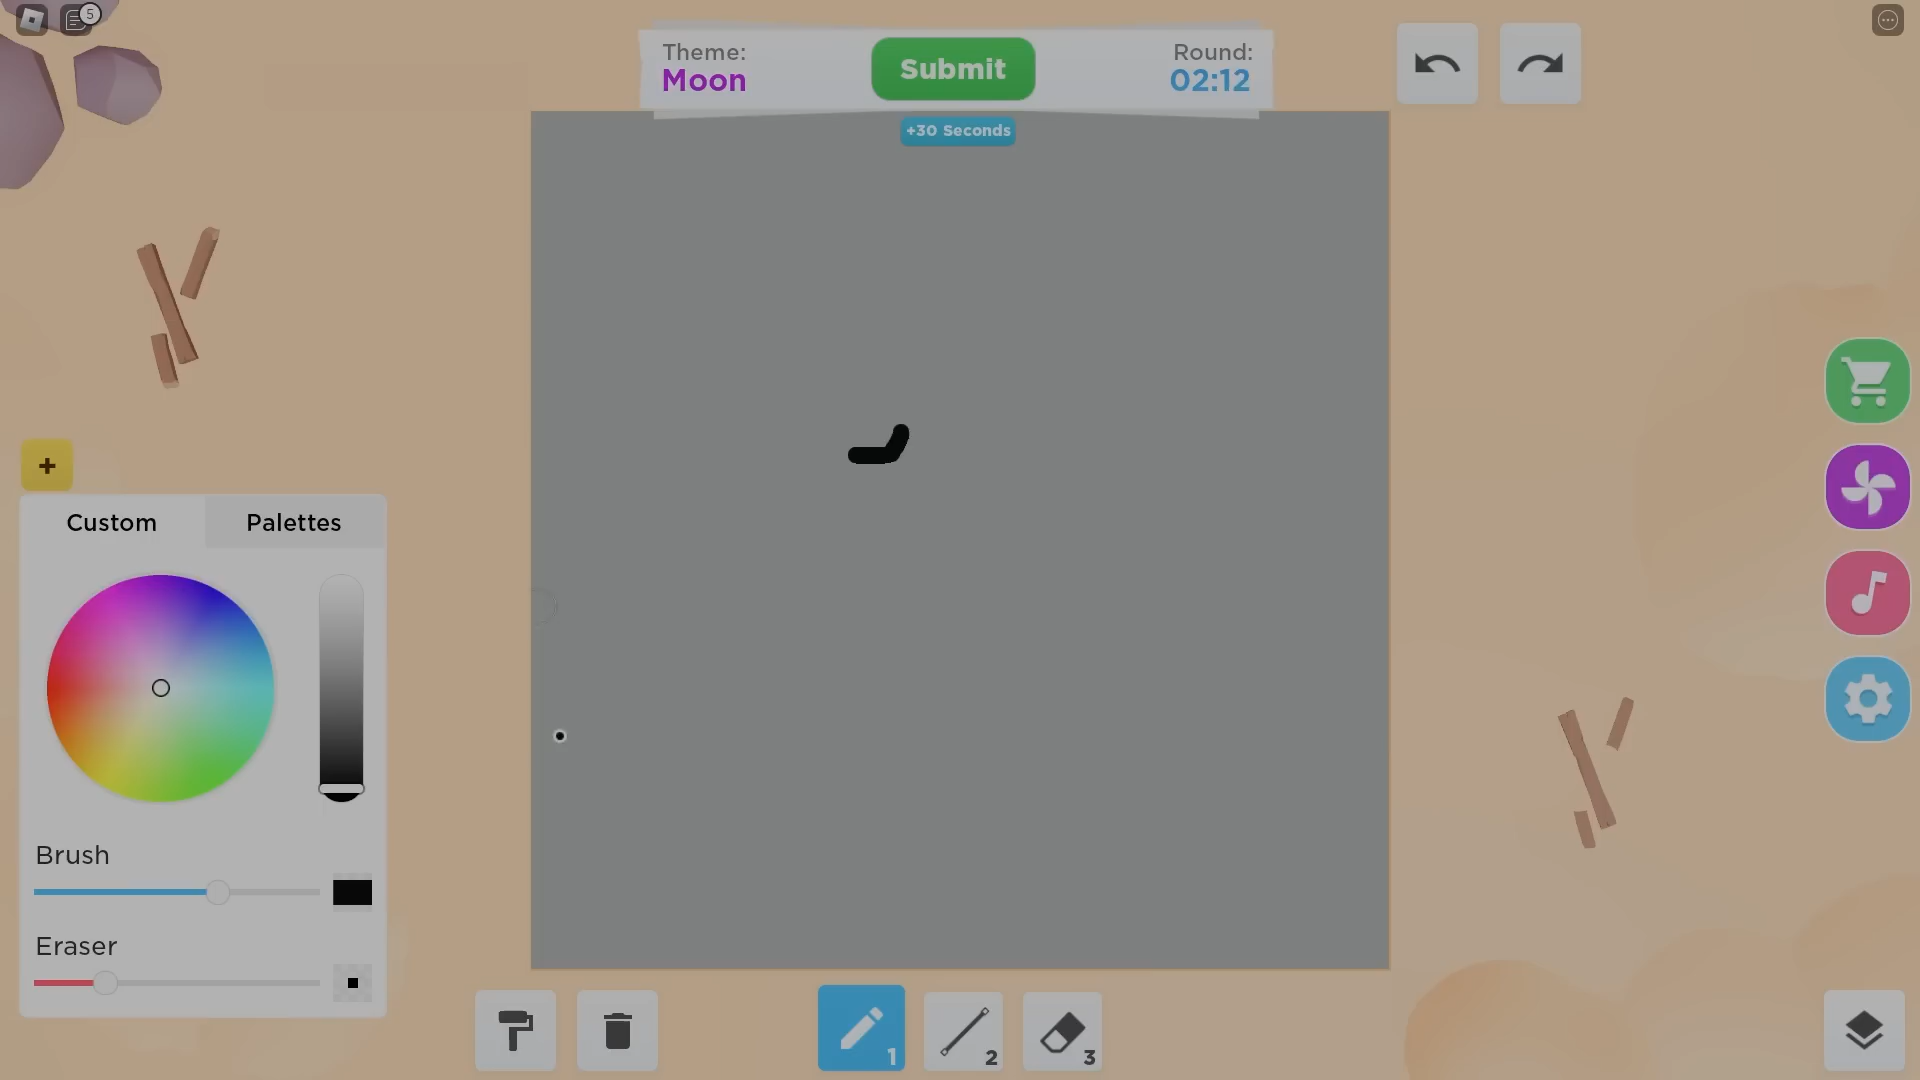 5
Theme:
Moon
Submit
Round:
02:12
+30 Seconds
+
Custom
Palettes
Brush
Eraser
1
2
3